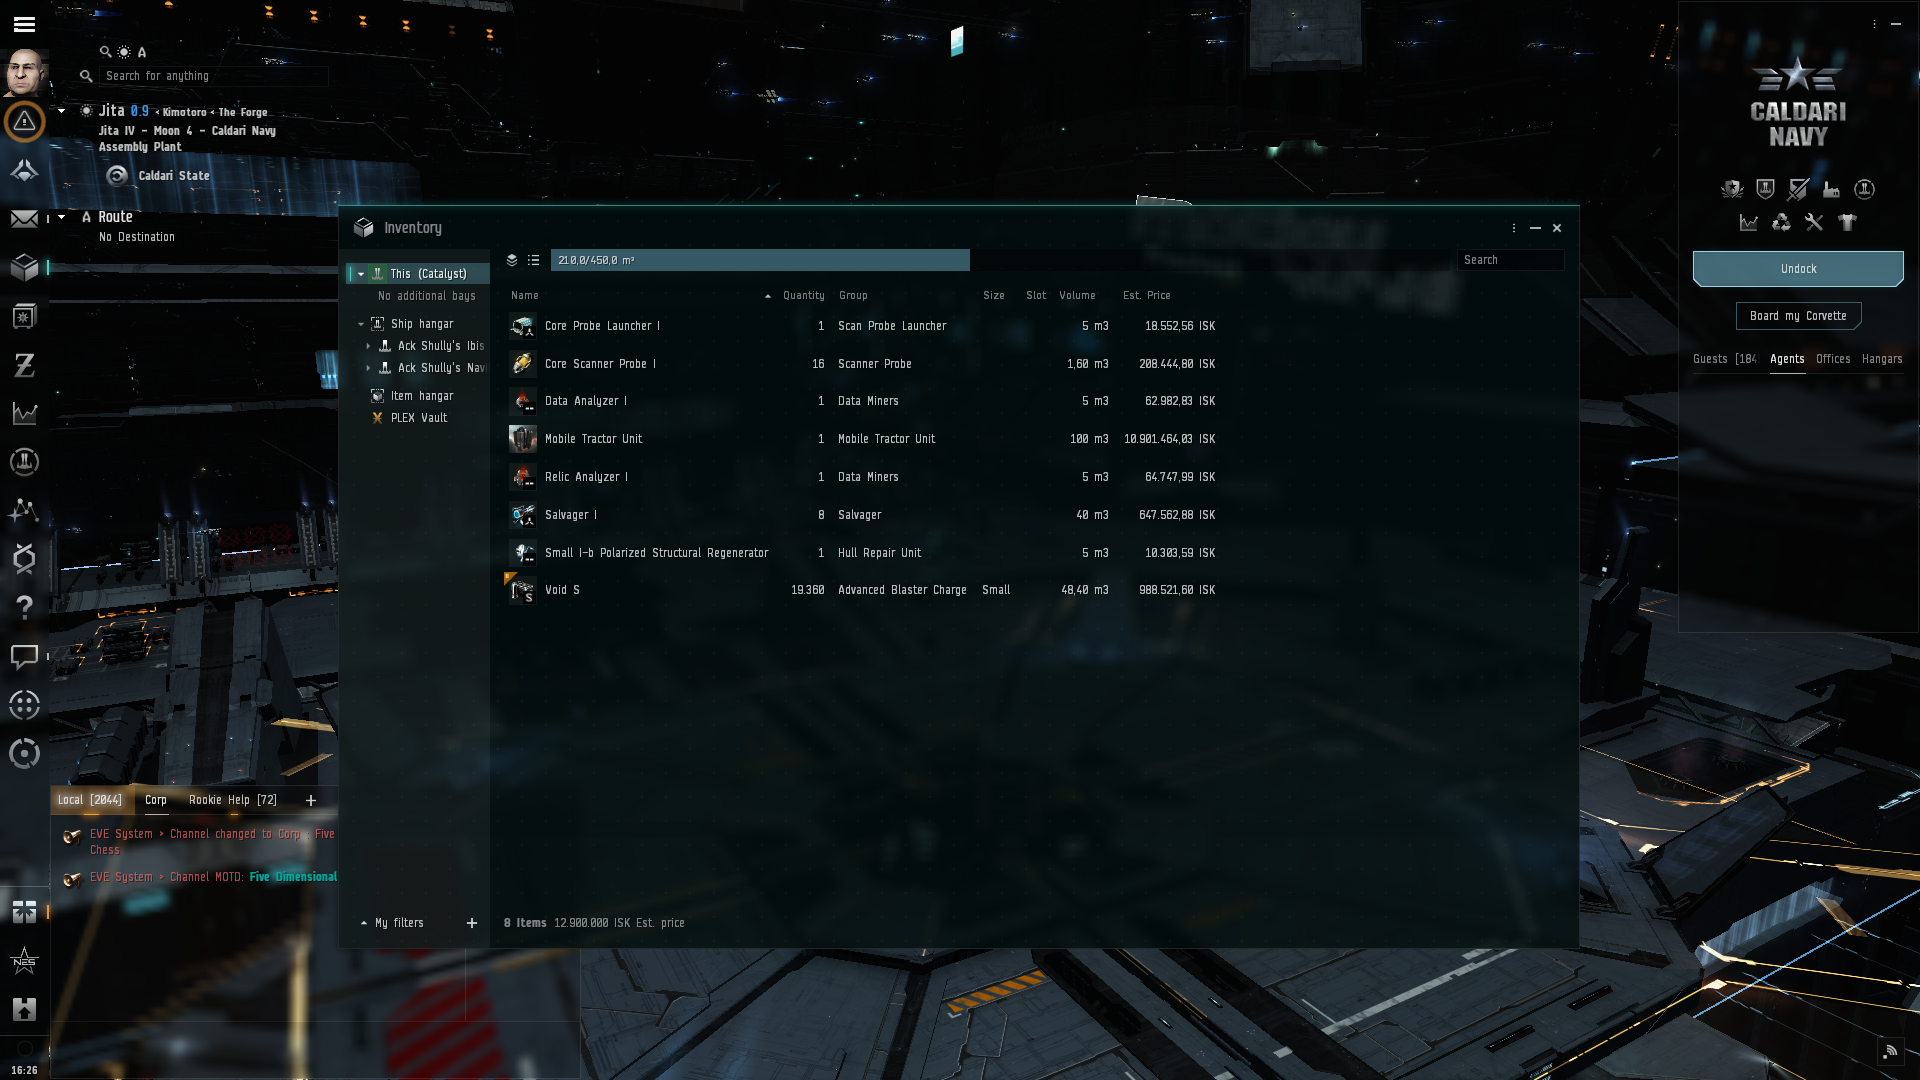 Search for anything
Jita 0.9 < Kimotoro < The Forge
Jita IV - Moon 4 - Caldari Navy
Assembly Plant
Caldari State
Route
No Destination
CALDARI
NAVY
Undock
Board my Corvette
Guests [184
Agents
Offices
Hangars
Inventory
This (Catalyst)
No additional bays
Ship hangar
Ack Shully's Ibis
Ack Shully's Nav
Item hangar
PLEX Vault
210,0/450,0 m³
Search
Name Quantity Group Size Slot Volume Est. Price
Core Probe Launcher I 1 Scan Probe Launcher 5 m3 18.552,56 ISK
Core Scanner Probe I 16 Scanner Probe 1,60 m3 208.444,80 ISK
Data Analyzer I 1 Data Miners 5 m3 62.982,83 ISK
Mobile Tractor Unit 1 Mobile Tractor Unit 100 m3 10.901.464,03 ISK
Relic Analyzer I 1 Data Miners 5 m3 64.747,99 ISK
Salvager I 8 Salvager 40 m3 647.562,88 ISK
Small I-b Polarized Structural Regenerator 1 Hull Repair Unit 5 m3 10.303,59 ISK
Void S 19.360 Advanced Blaster Charge Small 48,40 m3 988.521,60 ISK
My filters
8 Items 12.900.000 ISK Est. price
Local [2044] Corp Rookie Help [72]
EVE System > Channel changed to Corp : Five
Chess
EVE System > Channel MOTD: Five Dimensional
NES
16:26